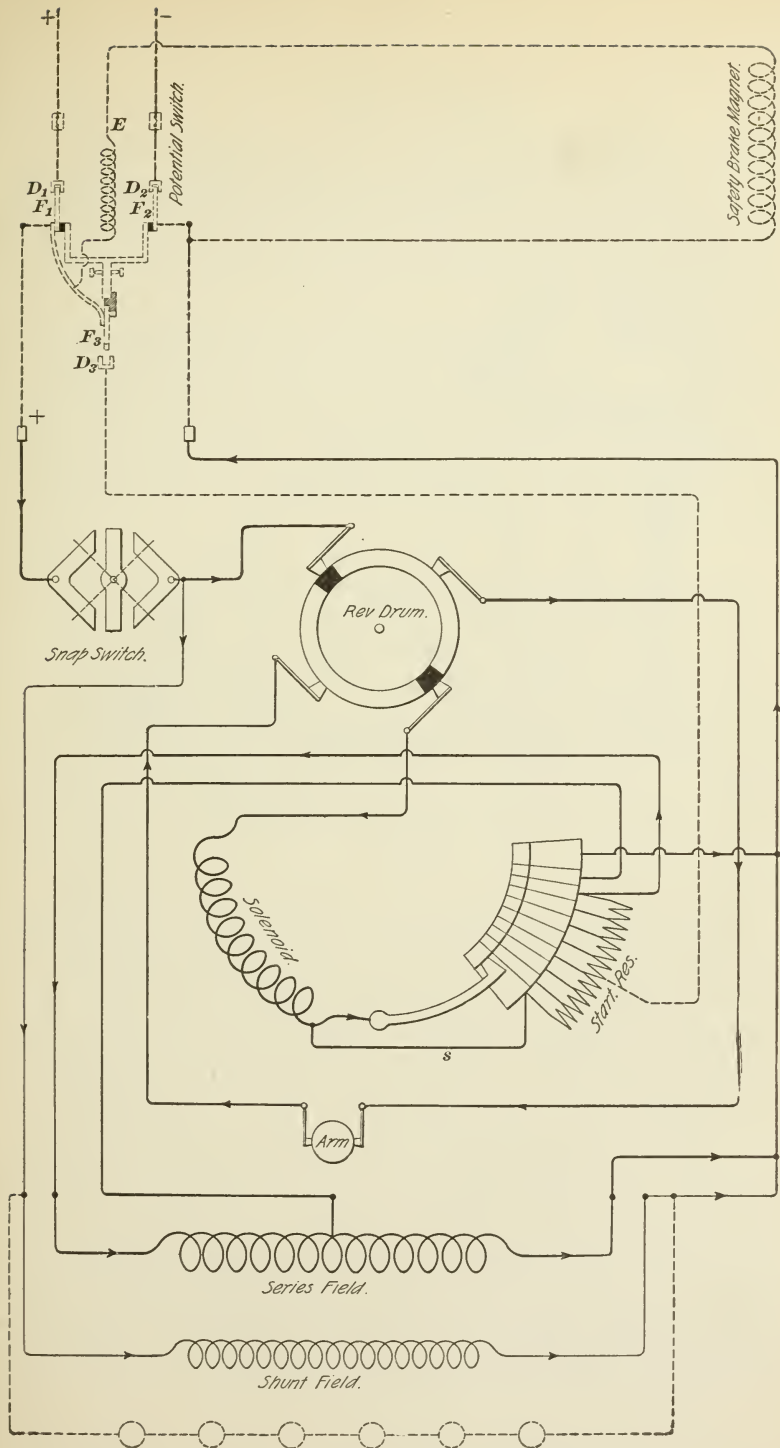 + −
E
Potential Switch.
Safety Brake Magnet.
D1 D2
F1 F2
F3
D3
+
Rev Drum.
Snap Switch.
Solenoid.
Start. Res.
s
Arm
Series Field.
Shunt Field.